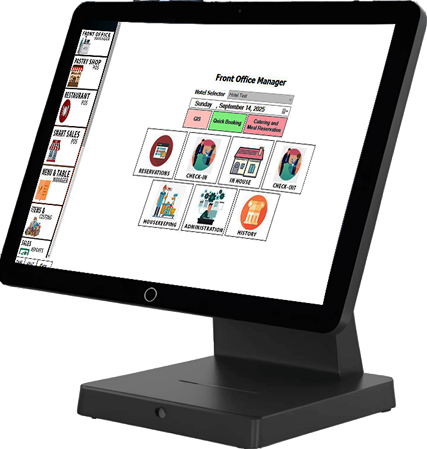 FRONT OFFICE
MANAGER
PASTRY SHOP
POS
RESTAURANT
POS
SMART SALES
POS
MENU & TABLE
MANAGER
ITEMS &
COSTING
SALES
REPORTS
Front Office Manager
Hotel Selector Hotel Test
Sunday , September 14, 2025
GIS
Quick Booking
Catering and
Meal Reservation
RESERVATIONS
CHECK-IN
IN HOUSE
CHECK-OUT
HOUSEKEEPING
ADMINISTRATION
HISTORY